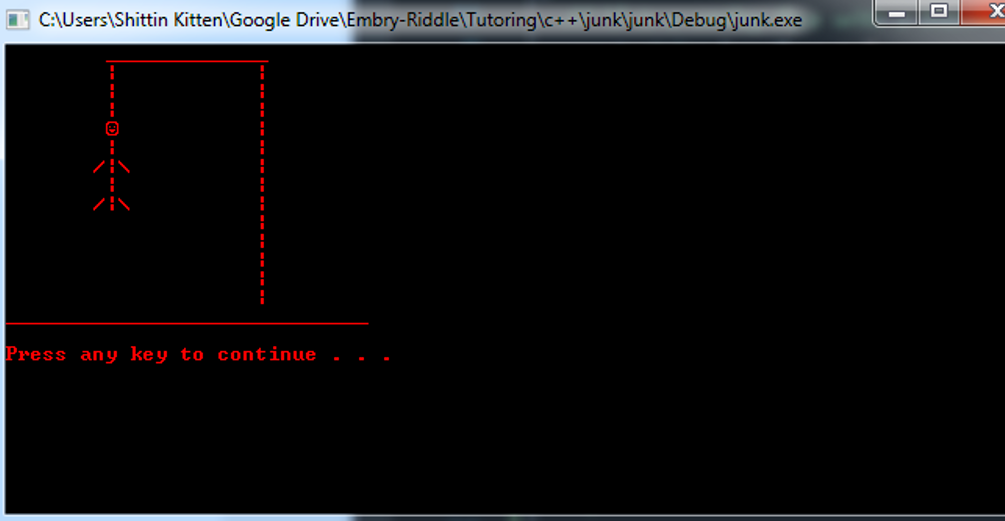 C:\Users\Shittin Kitten\Google Drive\Embry-Riddle\Tutoring\c++\junk\junk\Debug\junk.exe
Press any key to continue . . .